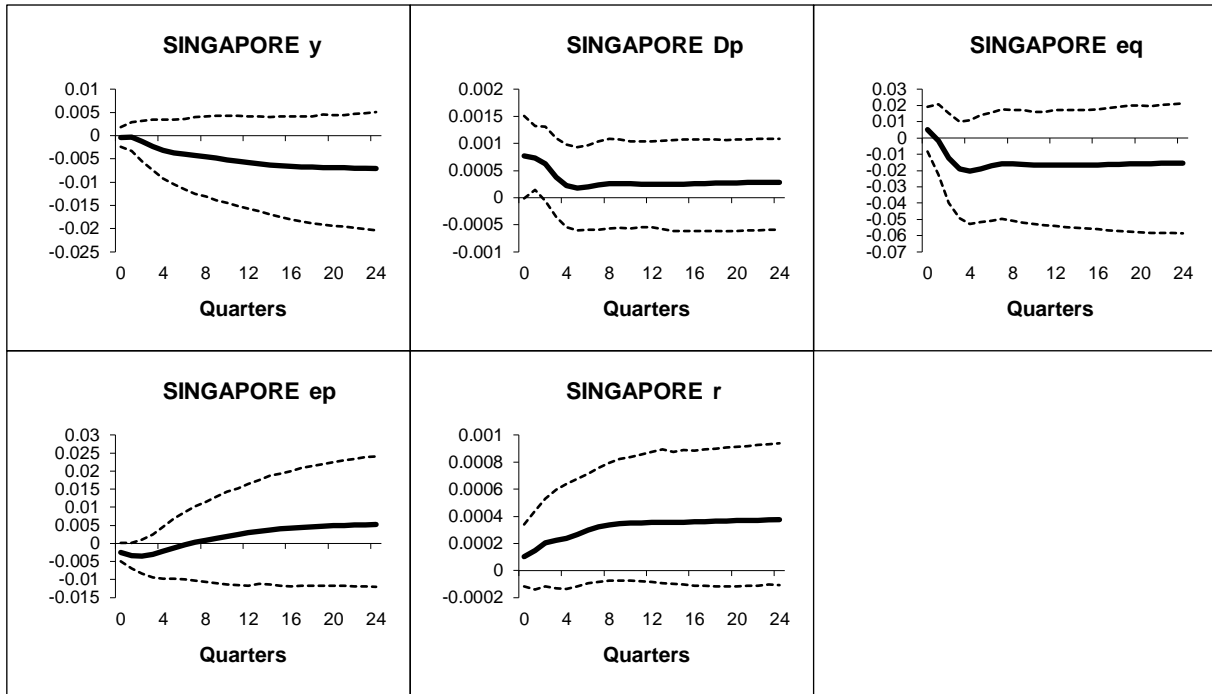 SINGAPORE y
0.01
0.005
0
-0.005
-0.01
-0.015
-0.02
-0.025
0 4 8 12 16 20 24
Quarters
SINGAPORE Dp
0.002
0.0015
0.001
0.0005
0
-0.0005
-0.001
0 4 8 12 16 20 24
Quarters
SINGAPORE eq
0.03
0.02
0.01
0
-0.01
-0.02
-0.03
-0.04
-0.05
-0.06
-0.07
0 4 8 12 16 20 24
Quarters
SINGAPORE ep
0.03
0.025
0.02
0.015
0.01
0.005
0
-0.005
-0.01
-0.015
0 4 8 12 16 20 24
Quarters
SINGAPORE r
0.001
0.0008
0.0006
0.0004
0.0002
0
-0.0002
0 4 8 12 16 20 24
Quarters